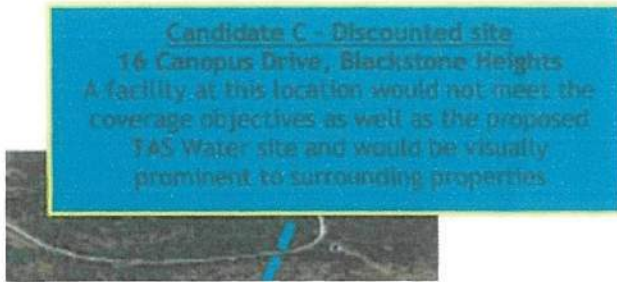 Candidate C - Discounted site
16 Canopus Drive, Blackstone Heights
A facility at this location would not meet the
coverage objectives as well as the proposed
TAS Water site and would be visually
prominent to surrounding properties